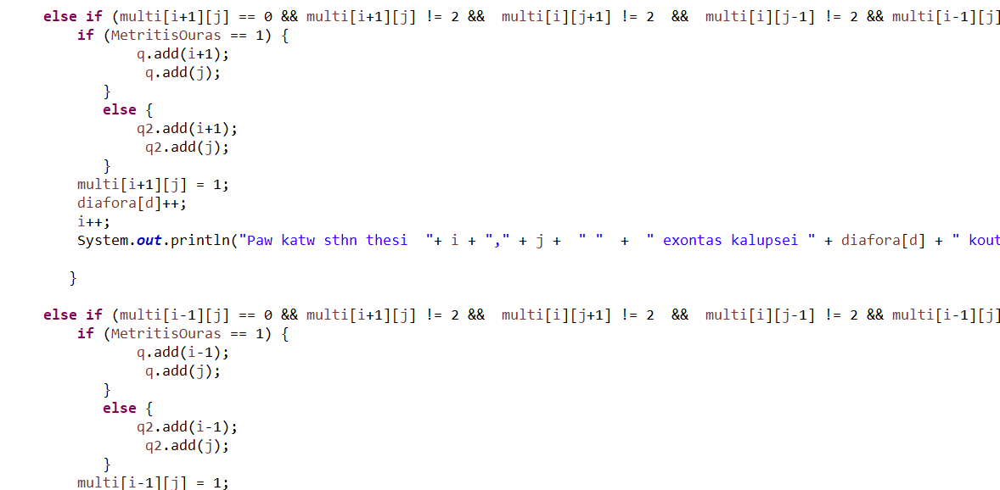 else if (multi[i+1][j] == 0 && multi[i+1][j] != 2 &&  multi[i][j+1] != 2  &&  multi[i][j-1] != 2 && multi[i-1][j]
if (MetritisOuras == 1) {
q.add(i+1);
q.add(j);
}
else {
q2.add(i+1);
q2.add(j);
}
multi[i+1][j] = 1;
diafora[d]++;
i++;
System.out.println("Paw katw sthn thesi  "+ i + "," + j +  " "  +  " exontas kalupsei " + diafora[d] + " kout
}
else if (multi[i-1][j] == 0 && multi[i+1][j] != 2 &&  multi[i][j+1] != 2  &&  multi[i][j-1] != 2 && multi[i-1][j]
if (MetritisOuras == 1) {
q.add(i-1);
q.add(j);
}
else {
q2.add(i-1);
q2.add(j);
}
multi[i-1][j] = 1;